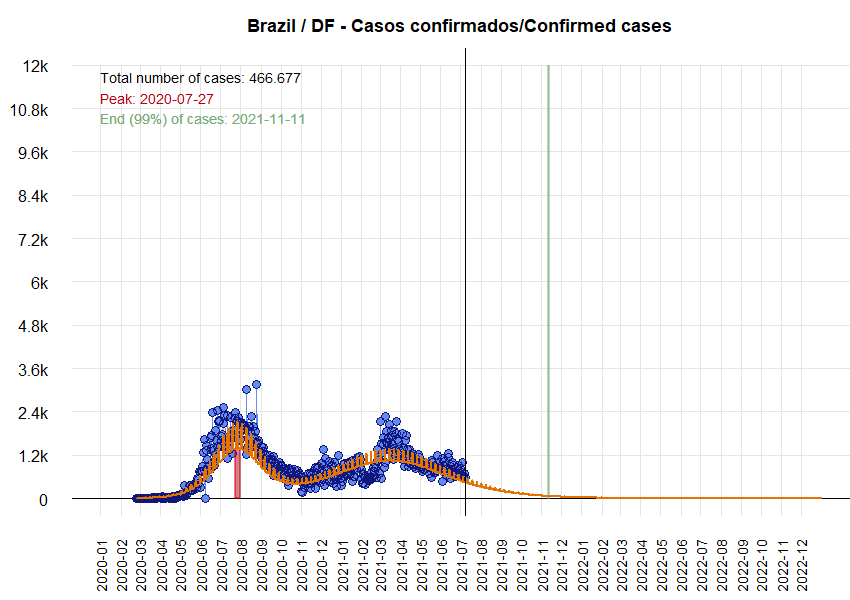 Brazil / DF - Casos confirmados/Confirmed cases
12k
10.8k
9.6k
8.4k
7.2k
6k
4.8k
3.6k
2.4k
1.2k
0
Total number of cases: 466.677
Peak: 2020-07-27
End (99%) of cases: 2021-11-11
2020-01
2020-02
2020-03
2020-04
2020-05
2020-06
2020-07
2020-08
2020-09
2020-10
2020-11
2020-12
2021-01
2021-02
2021-03
2021-04
2021-05
2021-06
2021-07
2021-08
2021-09
2021-10
2021-11
2021-12
2022-01
2022-02
2022-03
2022-04
2022-05
2022-06
2022-07
2022-08
2022-09
2022-10
2022-11
2022-12